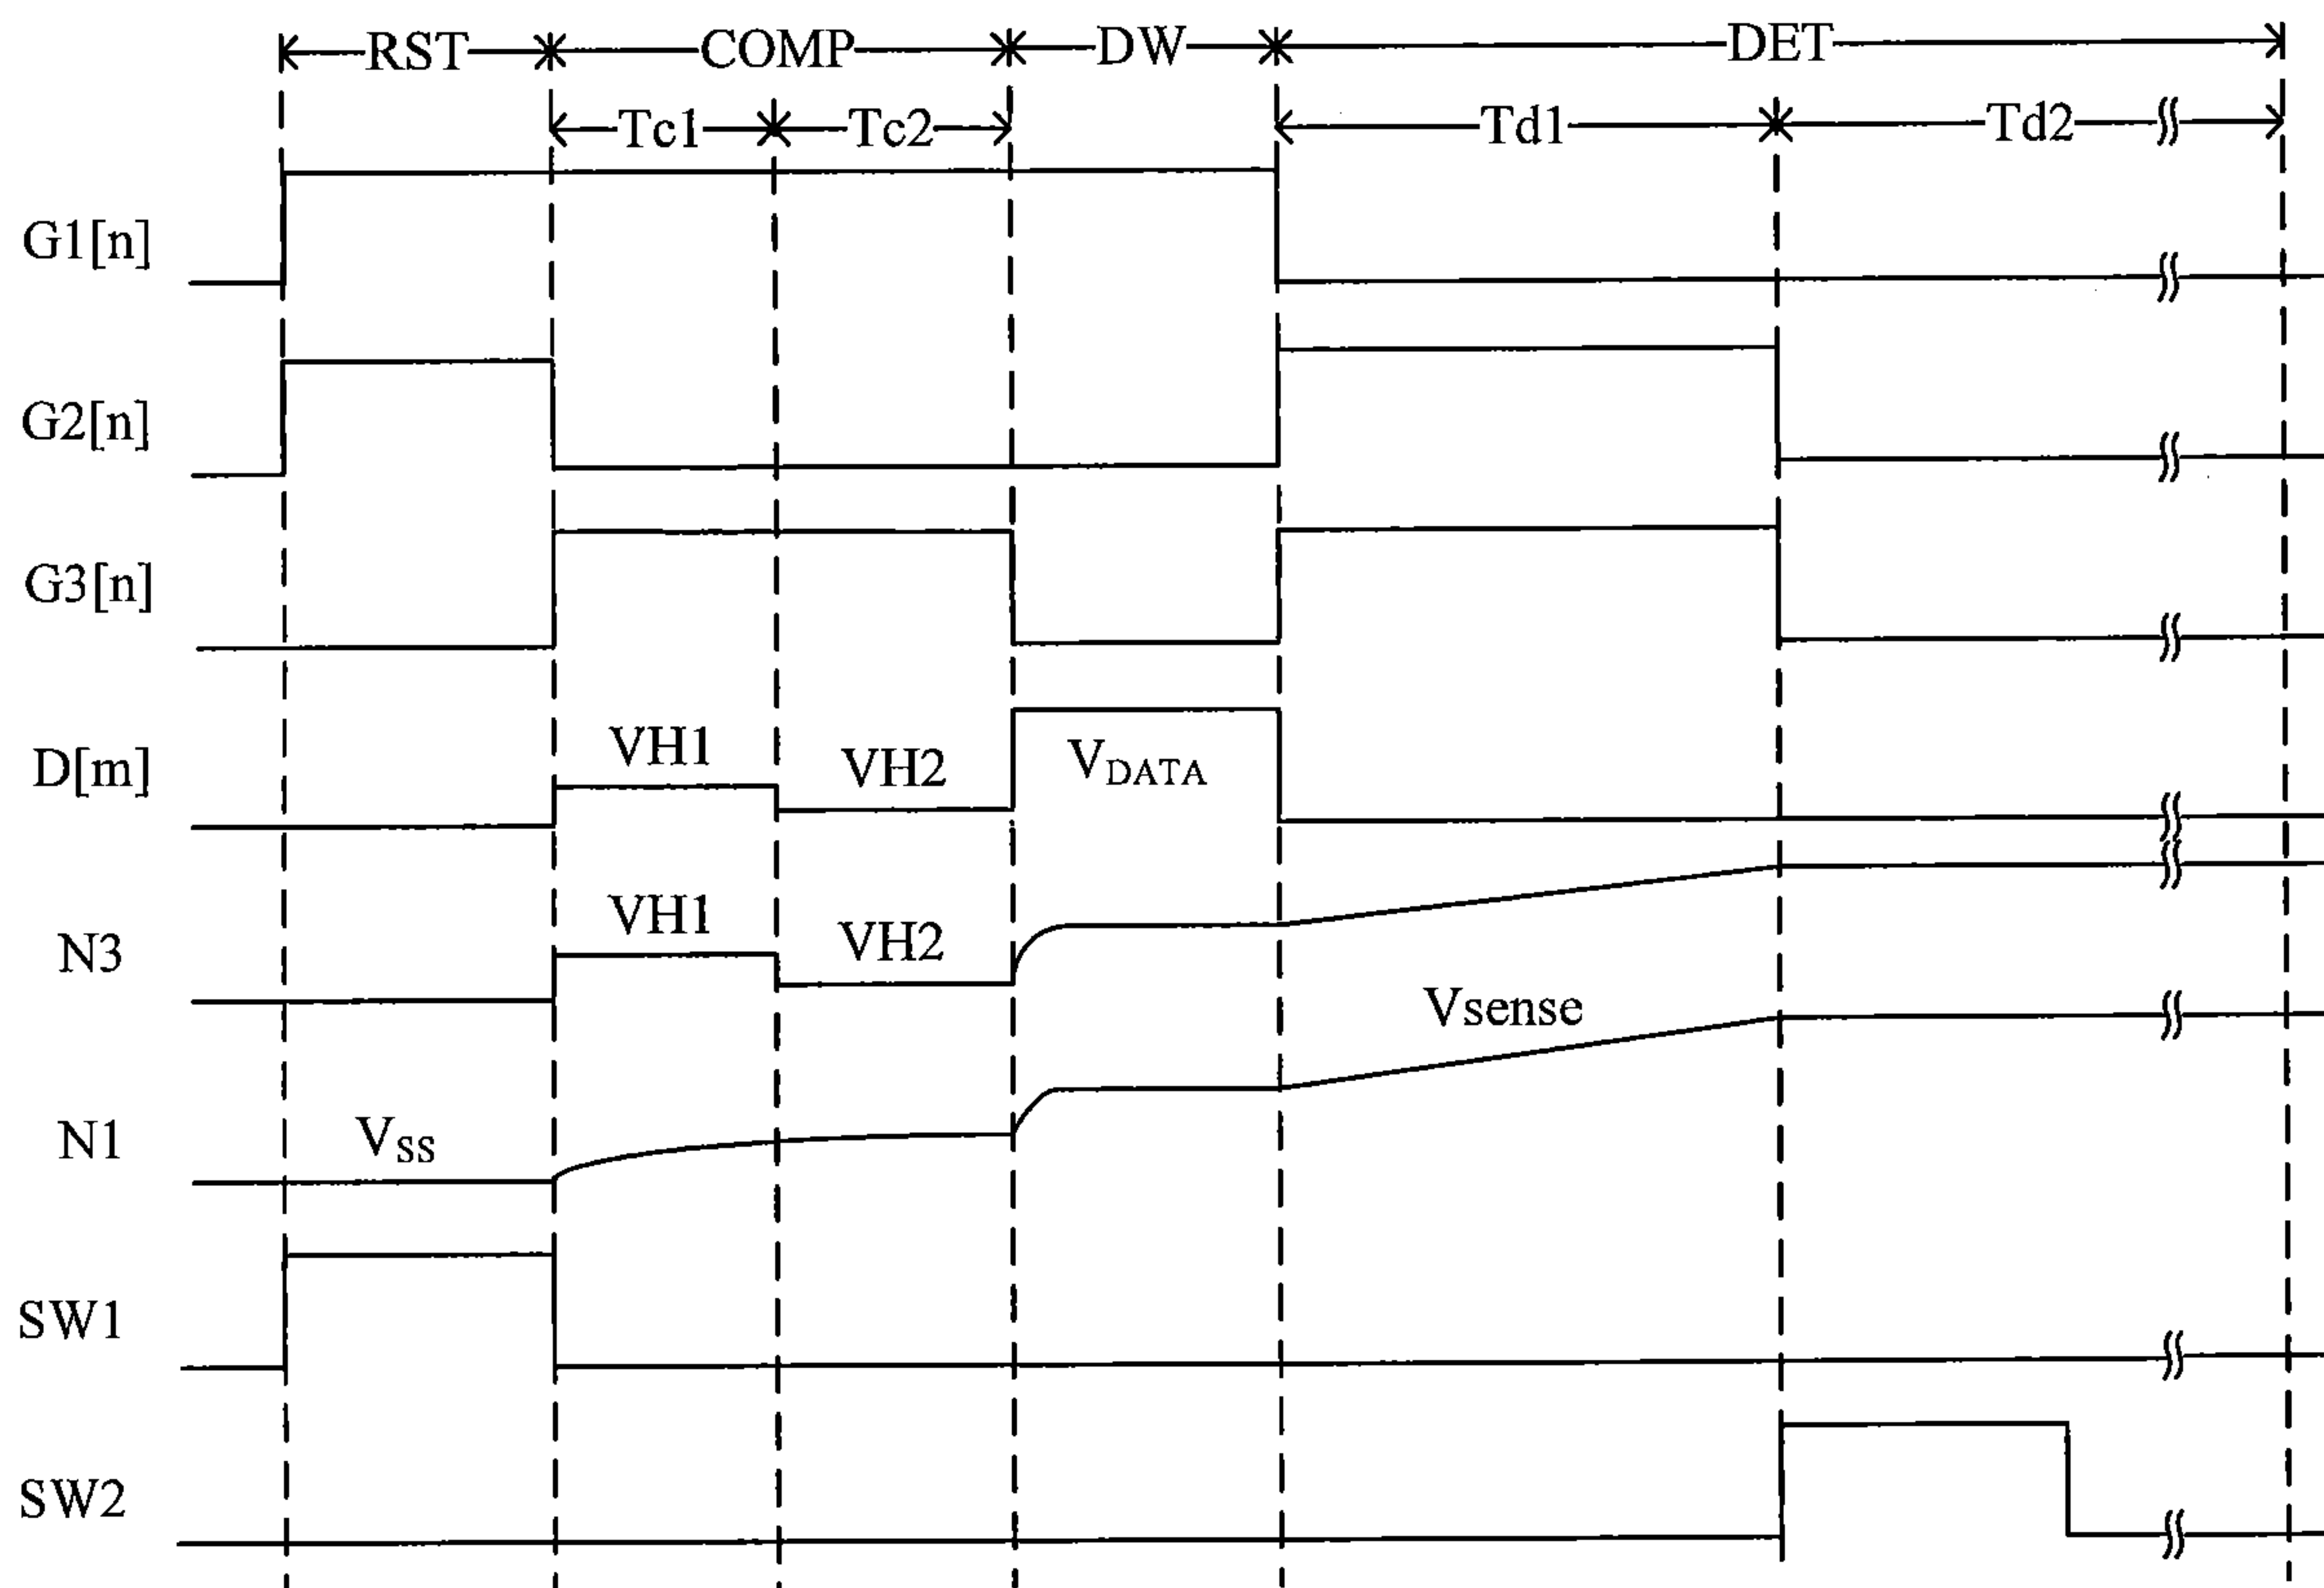 RST COMP DW DET
Tc1 Tc2 Td1 Td2
G1[n]
G2[n]
G3[n]
D[m] VH1 VH2 VDATA
N3 VH1 VH2
Vsense
N1 VSS
SW1
SW2